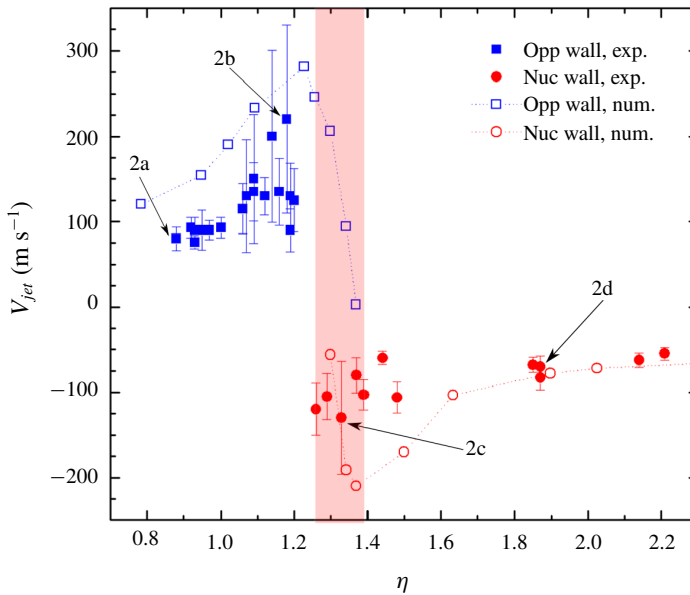 300
200
100
0
−100
−200
V_jet (m s⁻¹)
2b
2a
Opp wall, exp.
Nuc wall, exp.
Opp wall, num.
Nuc wall, num.
2d
2c
0.8 1.0 1.2 1.4 1.6 1.8 2.0 2.2
η